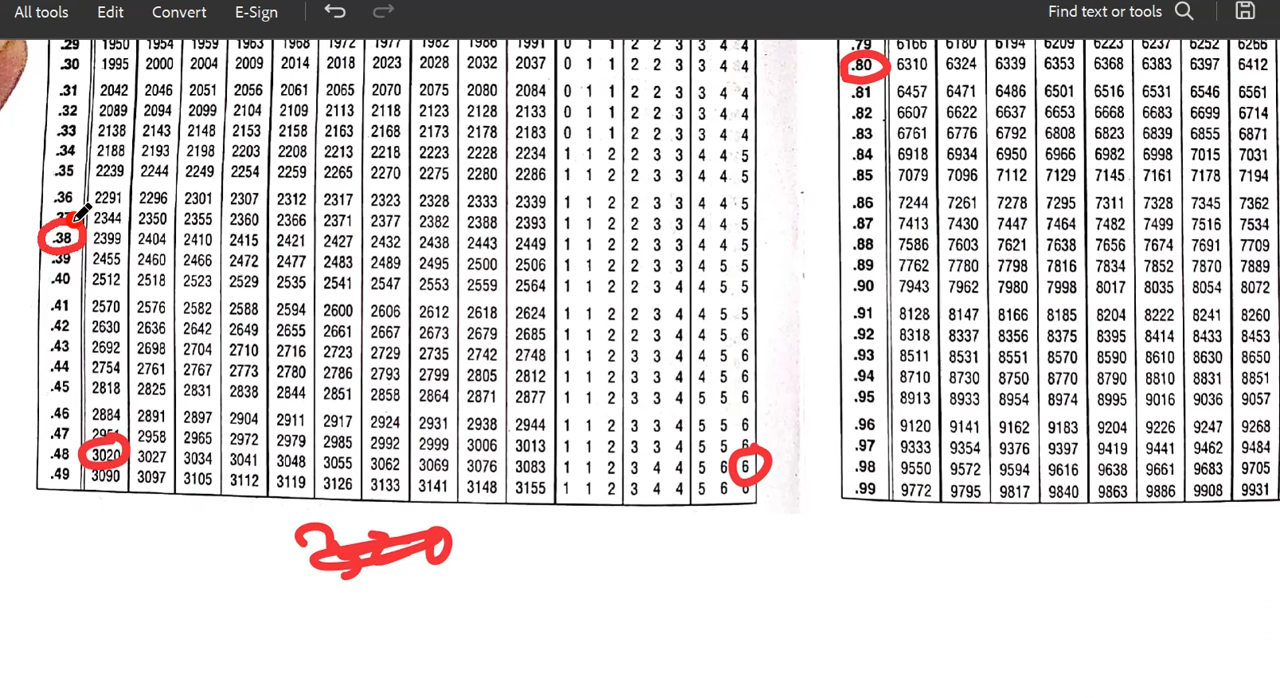 All tools Edit Convert E-Sign Find text or tools
.29 1950 1954 1959 1963 1968 1972 1977 1982 1986 1991 0 1 1 2 2 3 3 4 4
.30 1995 2000 2004 2009 2014 2018 2023 2028 2032 2037 0 1 1 2 2 3 3 4 4
.31 2042 2046 2051 2056 2061 2065 2070 2075 2080 2084 0 1 1 2 2 3 3 4 4
.32 2089 2094 2099 2104 2109 2113 2118 2123 2128 2133 0 1 1 2 2 3 3 4 4
.33 2138 2143 2148 2153 2158 2163 2168 2173 2178 2183 0 1 1 2 2 3 3 4 4
.34 2188 2193 2198 2203 2208 2213 2218 2223 2228 2234 1 1 2 2 3 3 4 4 5
.35 2239 2244 2249 2254 2259 2265 2270 2275 2280 2286 1 1 2 2 3 3 4 4 5
.36 2291 2296 2301 2307 2312 2317 2323 2328 2333 2339 1 1 2 2 3 3 4 4 5
2344 2350 2355 2360 2366 2371 2377 2382 2388 2393 1 1 2 2 3 3 4 4 5
.38 2399 2404 2410 2415 2421 2427 2432 2438 2443 2449 1 1 2 2 3 3 4 4 5
.39 2455 2460 2466 2472 2477 2483 2489 2495 2500 2506 1 1 2 2 3 3 4 5 5
.40 2512 2518 2523 2529 2535 2541 2547 2553 2559 2564 1 1 2 2 3 4 4 5 5
.41 2570 2576 2582 2588 2594 2600 2606 2612 2618 2624 1 1 2 2 3 4 4 5 5
.42 2630 2636 2642 2649 2655 2661 2667 2673 2679 2685 1 1 2 2 3 4 4 5 6
.43 2692 2698 2704 2710 2716 2723 2729 2735 2742 2748 1 1 2 3 3 4 4 5 6
.44 2754 2761 2767 2773 2780 2786 2793 2799 2805 2812 1 1 2 3 3 4 4 5 6
.45 2818 2825 2831 2838 2844 2851 2858 2864 2871 2877 1 1 2 3 3 4 5 5 6
.46 2884 2891 2897 2904 2911 2917 2924 2931 2938 2944 1 1 2 3 3 4 5 5 6
.47 2951 2958 2965 2972 2979 2985 2992 2999 3006 3013 1 1 2 3 3 4 5 5 6
.48 3020 3027 3034 3041 3048 3055 3062 3069 3076 3083 1 1 2 3 4 4 5 6 6
.49 3090 3097 3105 3112 3119 3126 3133 3141 3148 3155 1 1 2 3 4 4 5 6 6
.79 6166 6180 6194 6209 6223 6237 6252 6266
.80 6310 6324 6339 6353 6368 6383 6397 6412
.81 6457 6471 6486 6501 6516 6531 6546 6561
.82 6607 6622 6637 6653 6668 6683 6699 6714
.83 6761 6776 6792 6808 6823 6839 6855 6871
.84 6918 6934 6950 6966 6982 6998 7015 7031
.85 7079 7096 7112 7129 7145 7161 7178 7194
.86 7244 7261 7278 7295 7311 7328 7345 7362
.87 7413 7430 7447 7464 7482 7499 7516 7534
.88 7586 7603 7621 7638 7656 7674 7691 7709
.89 7762 7780 7798 7816 7834 7852 7870 7889
.90 7943 7962 7980 7998 8017 8035 8054 8072
.91 8128 8147 8166 8185 8204 8222 8241 8260
.92 8318 8337 8356 8375 8395 8414 8433 8453
.93 8511 8531 8551 8570 8590 8610 8630 8650
.94 8710 8730 8750 8770 8790 8810 8831 8851
.95 8913 8933 8954 8974 8995 9016 9036 9057
.96 9120 9141 9162 9183 9204 9226 9247 9268
.97 9333 9354 9376 9397 9419 9441 9462 9484
.98 9550 9572 9594 9616 9638 9661 9683 9705
.99 9772 9795 9817 9840 9863 9886 9908 9931